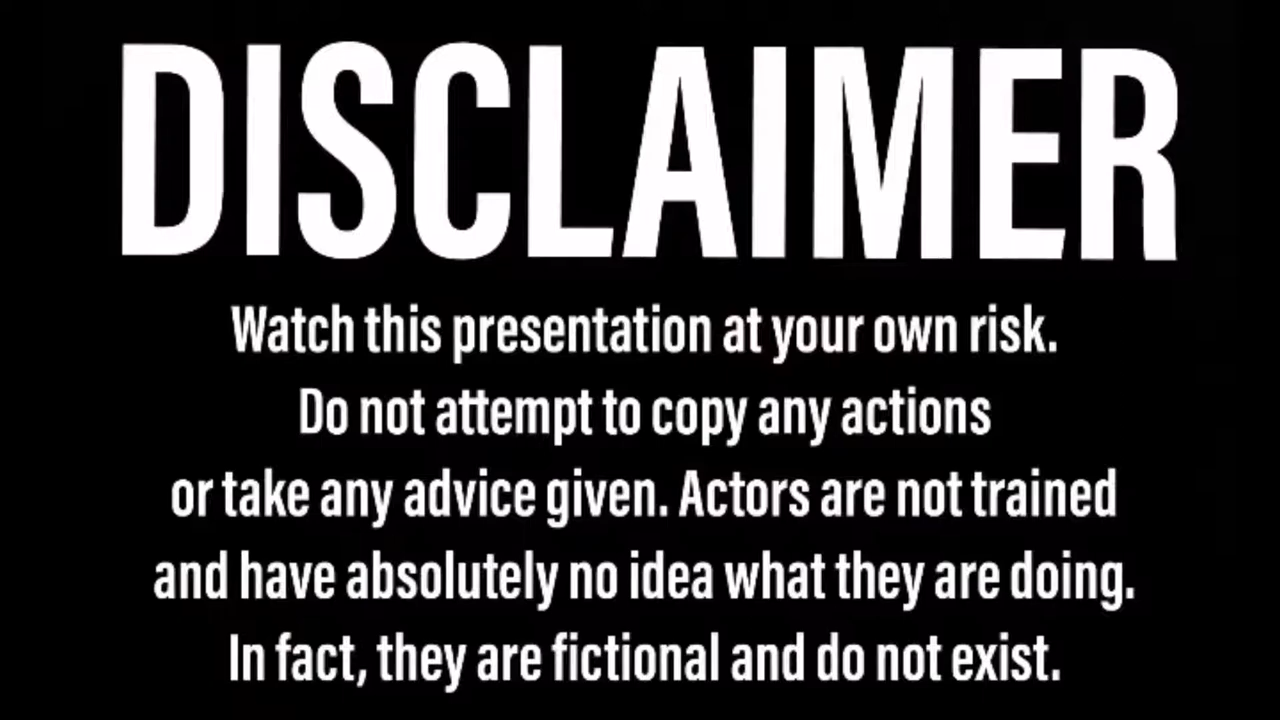 DISCLAIMER
Watch this presentation at your own risk.
Do not attempt to copy any actions
or take any advice given. Actors are not trained
and have absolutely no idea what they are doing.
In fact, they are fictional and do not exist.